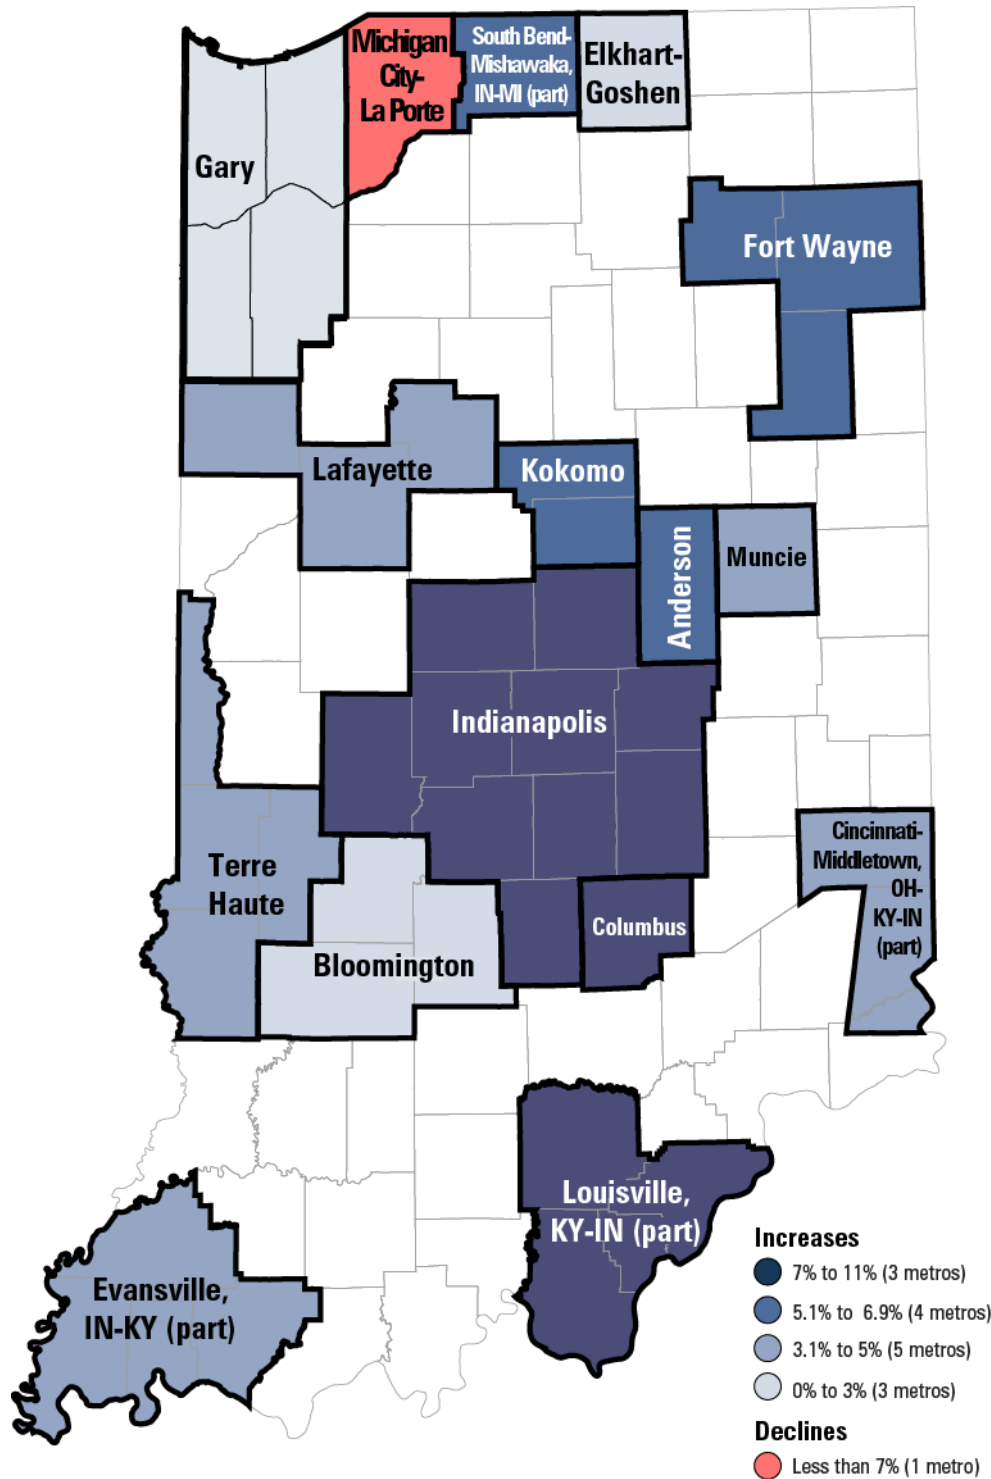 Michigan
City-
La Porte
South Bend-
Mishawaka,
IN-MI (part)
Elkhart-
Goshen
Gary
Fort Wayne
Lafayette
Kokomo
Anderson
Muncie
Indianapolis
Cincinnati-
Middletown,
OH-
KY-IN
(part)
Terre
Haute
Columbus
Bloomington
Louisville,
KY-IN (part)
Evansville,
IN-KY (part)
Increases
7% to 11% (3 metros)
5.1% to 6.9% (4 metros)
3.1% to 5% (5 metros)
0% to 3% (3 metros)
Declines
Less than 7% (1 metro)